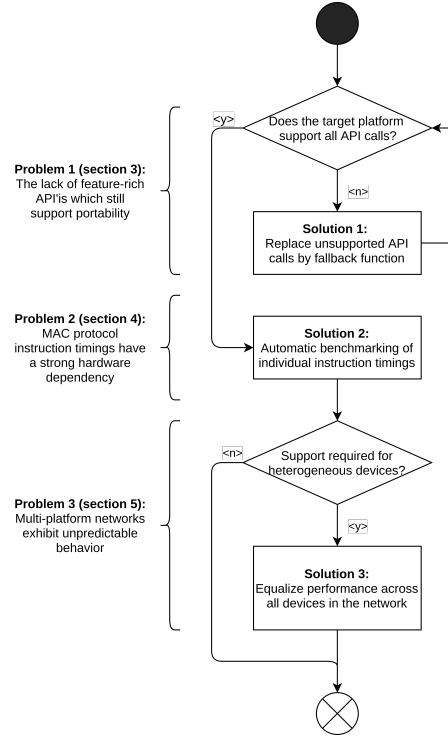 <y>
Does the target platform
support all API calls?
Problem 1 (section 3):
The lack of feature-rich
API'is which still
support portability
<n>
Solution 1:
Replace unsupported API
calls by fallback function
Problem 2 (section 4):
MAC protocol
instruction timings have
a strong hardware
dependency
Solution 2:
Automatic benchmarking of
individual instruction timings
<n>
Support required for
heterogeneous devices?
Problem 3 (section 5):
Multi-platform networks
exhibit unpredictable
behavior
<y>
Solution 3:
Equalize performance across
all devices in the network